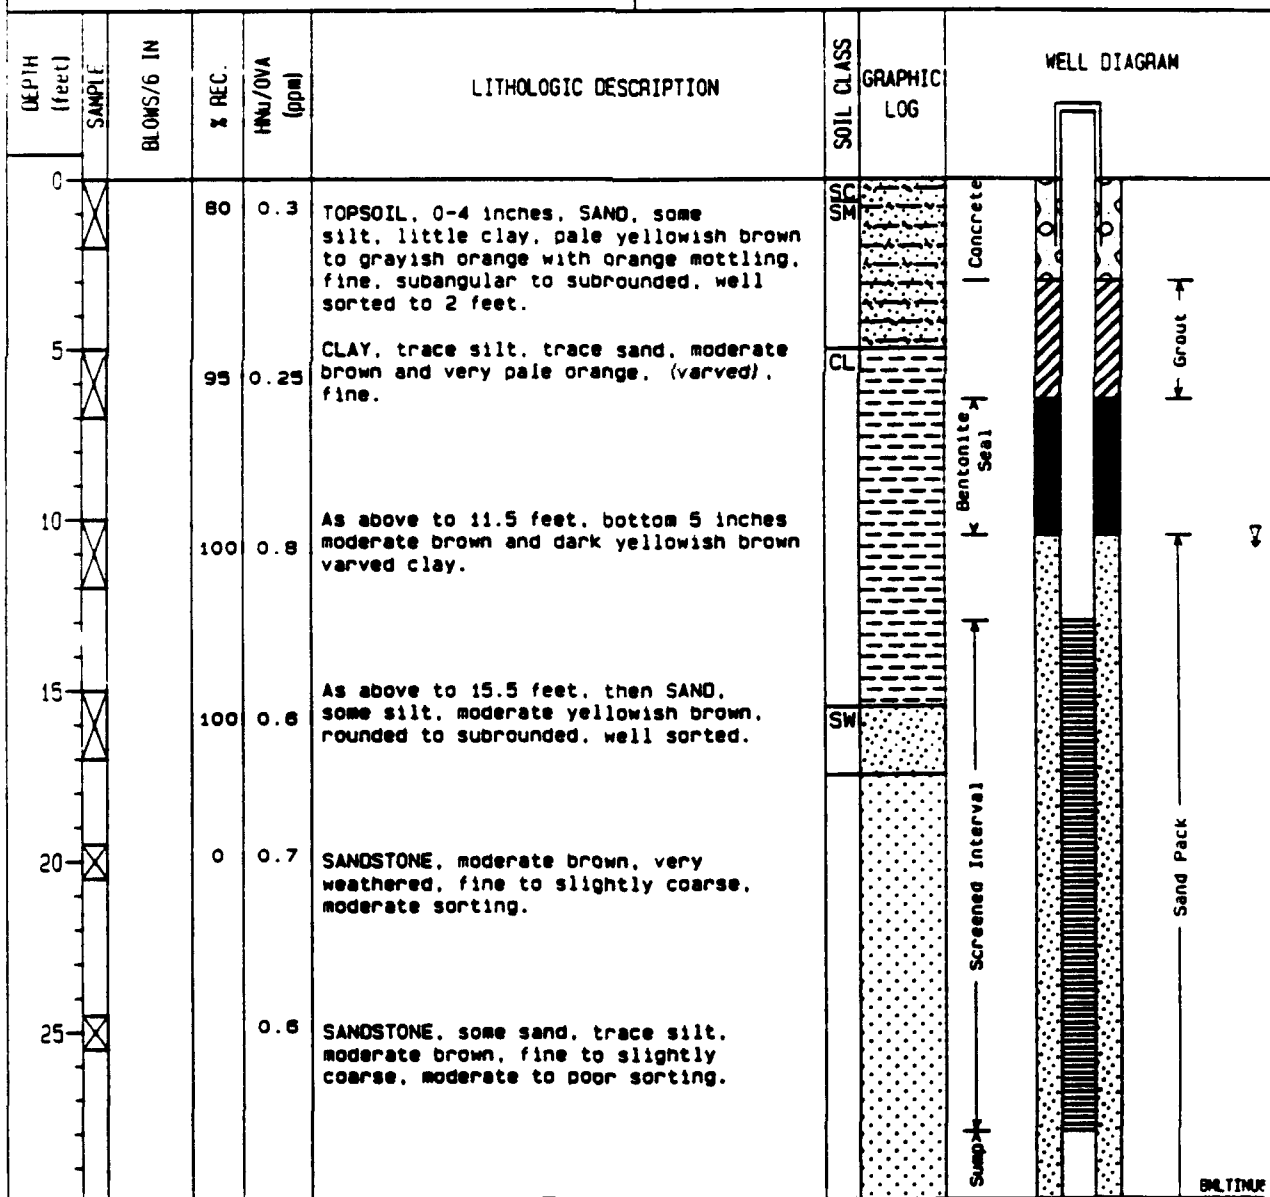 DEPTH (feet)
SAMPLE
BLOWS/6 IN
% REC.
HNu/OVA (ppm)
LITHOLOGIC DESCRIPTION
SOIL CLASS
GRAPHIC LOG
WELL DIAGRAM
0
80 0.3
TOPSOIL, 0-4 inches, SAND, some
silt, little clay, pale yellowish brown
to grayish orange with orange mottling,
fine, subangular to subrounded, well
sorted to 2 feet.
SC
SM
Concrete
5
95 0.25
CLAY, trace silt, trace sand, moderate
brown and very pale orange, (varved),
fine.
CL
Grout
Bentonite Seal
10
100 0.8
As above to 11.5 feet, bottom 5 inches
moderate brown and dark yellowish brown
varved clay.
15
100 0.6
As above to 15.5 feet, then SAND,
some silt, moderate yellowish brown,
rounded to subrounded, well sorted.
SW
20
0 0.7
SANDSTONE, moderate brown, very
weathered, fine to slightly coarse,
moderate sorting.
Screened Interval
Sand Pack
25
0.6
SANDSTONE, some sand, trace silt,
moderate brown, fine to slightly
coarse, moderate to poor sorting.
Sump